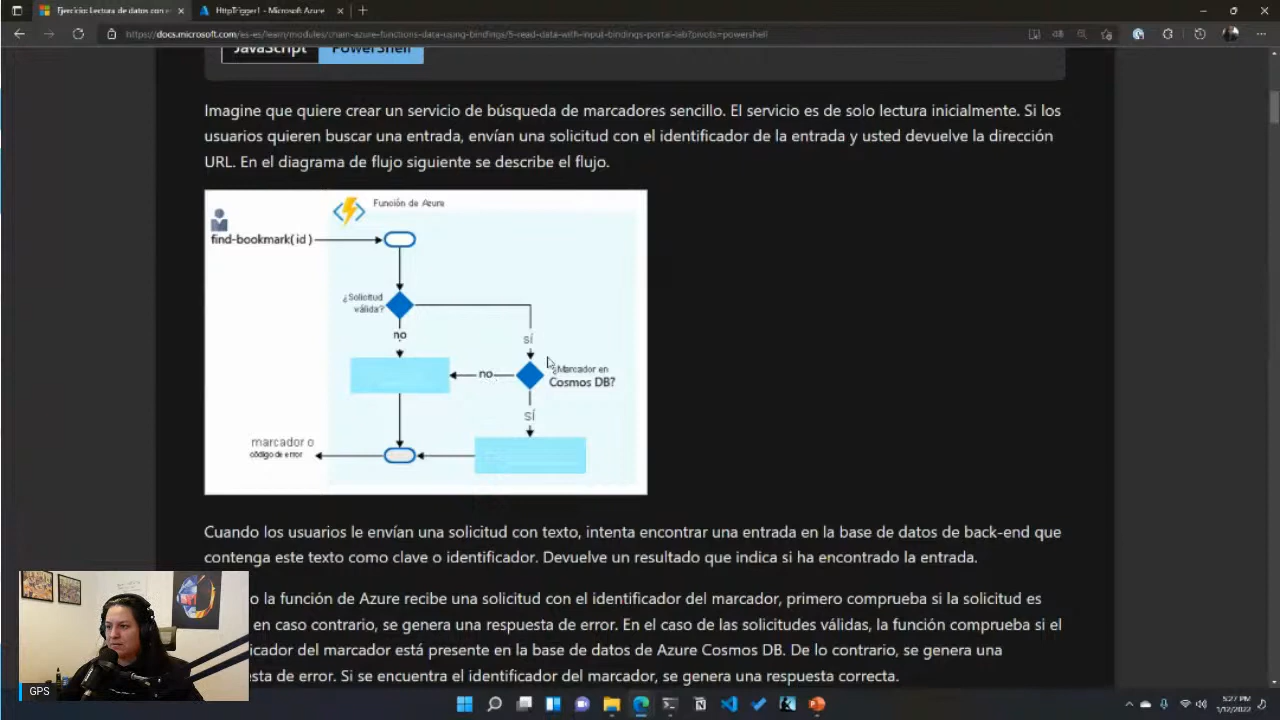 Ejercicio: Lectura de datos con e
HttpTrigger1 - Microsoft Azure
https://docs.microsoft.com/es-es/learn/modules/chain-azure-functions-data-using-bindings/5-read-data-with-input-bindings-portal-lab?pivots=powershell
JavaScript PowerShell
Imagine que quiere crear un servicio de búsqueda de marcadores sencillo. El servicio es de solo lectura inicialmente. Si los
usuarios quieren buscar una entrada, envían una solicitud con el identificador de la entrada y usted devuelve la dirección
URL. En el diagrama de flujo siguiente se describe el flujo.
Función de Azure
find-bookmark(id)
¿Solicitud
válida?
no
sí
no
¿Marcador en
Cosmos DB?
sí
marcador o
código de error
Cuando los usuarios le envían una solicitud con texto, intenta encontrar una entrada en la base de datos de back-end que
contenga este texto como clave o identificador. Devuelve un resultado que indica si ha encontrado la entrada.
o la función de Azure recibe una solicitud con el identificador del marcador, primero comprueba si la solicitud es
en caso contrario, se genera una respuesta de error. En el caso de las solicitudes válidas, la función comprueba si el
icador del marcador está presente en la base de datos de Azure Cosmos DB. De lo contrario, se genera una
esta de error. Si se encuentra el identificador del marcador, se genera una respuesta correcta.
GPS
5:27 PM
1/12/2022